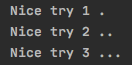 Nice try 1 .
Nice try 2 ..
Nice try 3 ...